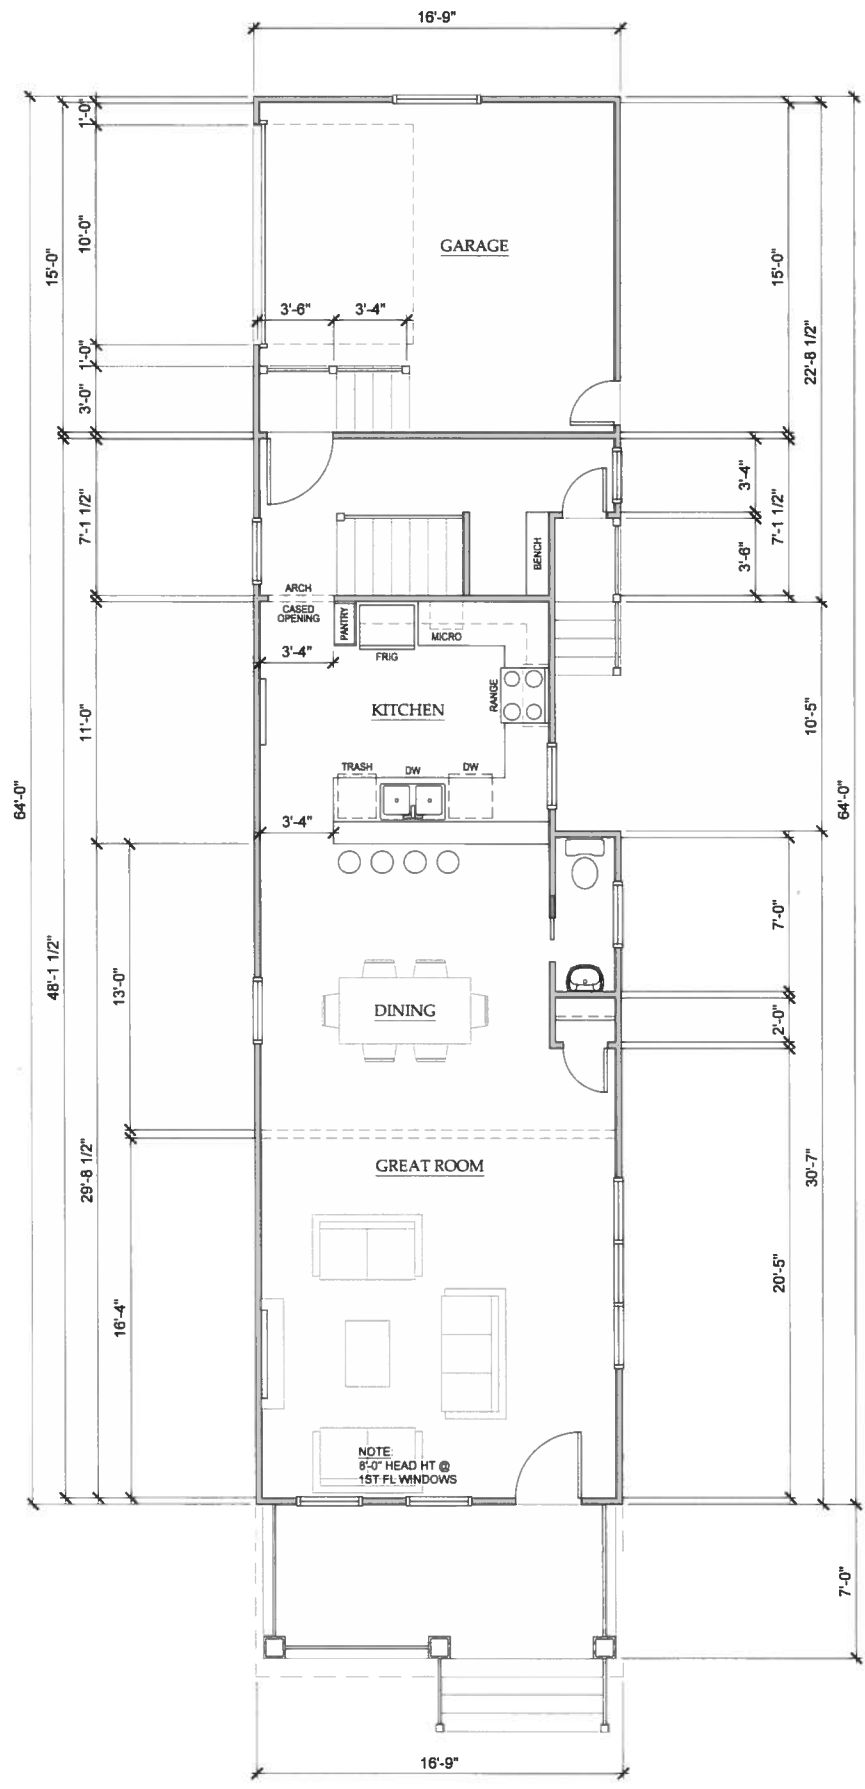 16'-9"
1'-0"
10'-0"
15'-0"
GARAGE
15'-0"
3'-6"
3'-4"
22'-8 1/2"
1'-0"
3'-0"
3'-4"
7'-1 1/2"
7'-1 1/2"
3'-6"
BENCH
ARCH
CASED
OPENING
PANTRY
MICRO
FRIG
3'-4"
RANGE
KITCHEN
11'-0"
10'-5"
TRASH
DW
DW
64'-0"
64'-0"
3'-4"
7'-0"
48'-1 1/2"
13'-0"
DINING
2'-0"
29'-8 1/2"
GREAT ROOM
30'-7"
20'-5"
16'-4"
NOTE:
8'-0" HEAD HT @
1ST FL WINDOWS
7'-0"
16'-9"